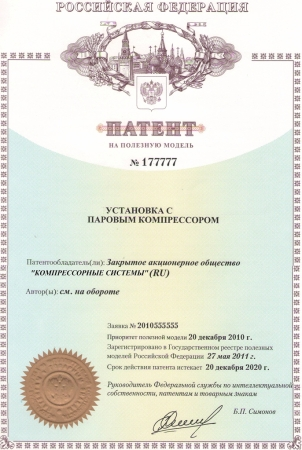 РОССИЙСКАЯ ФЕДЕРАЦИЯ
ПАТЕНТ
НА ПОЛЕЗНУЮ МОДЕЛЬ
№ 177777
УСТАНОВКА С
ПАРОВЫМ КОМПРЕССОРОМ
Патентообладатель(ли): Закрытое акционерное общество
"КОМПРЕССОРНЫЕ СИСТЕМЫ" (RU)
Автор(ы): см. на обороте
Заявка № 2010555555
Приоритет полезной модели 20 декабря 2010 г.
Зарегистрировано в Государственном реестре полезных
моделей Российской Федерации 27 мая 2011 г.
Срок действия патента истекает 20 декабря 2020 г.
Руководитель Федеральной службы по интеллектуальной
собственности, патентам и товарным знакам
Б.П. Симонов